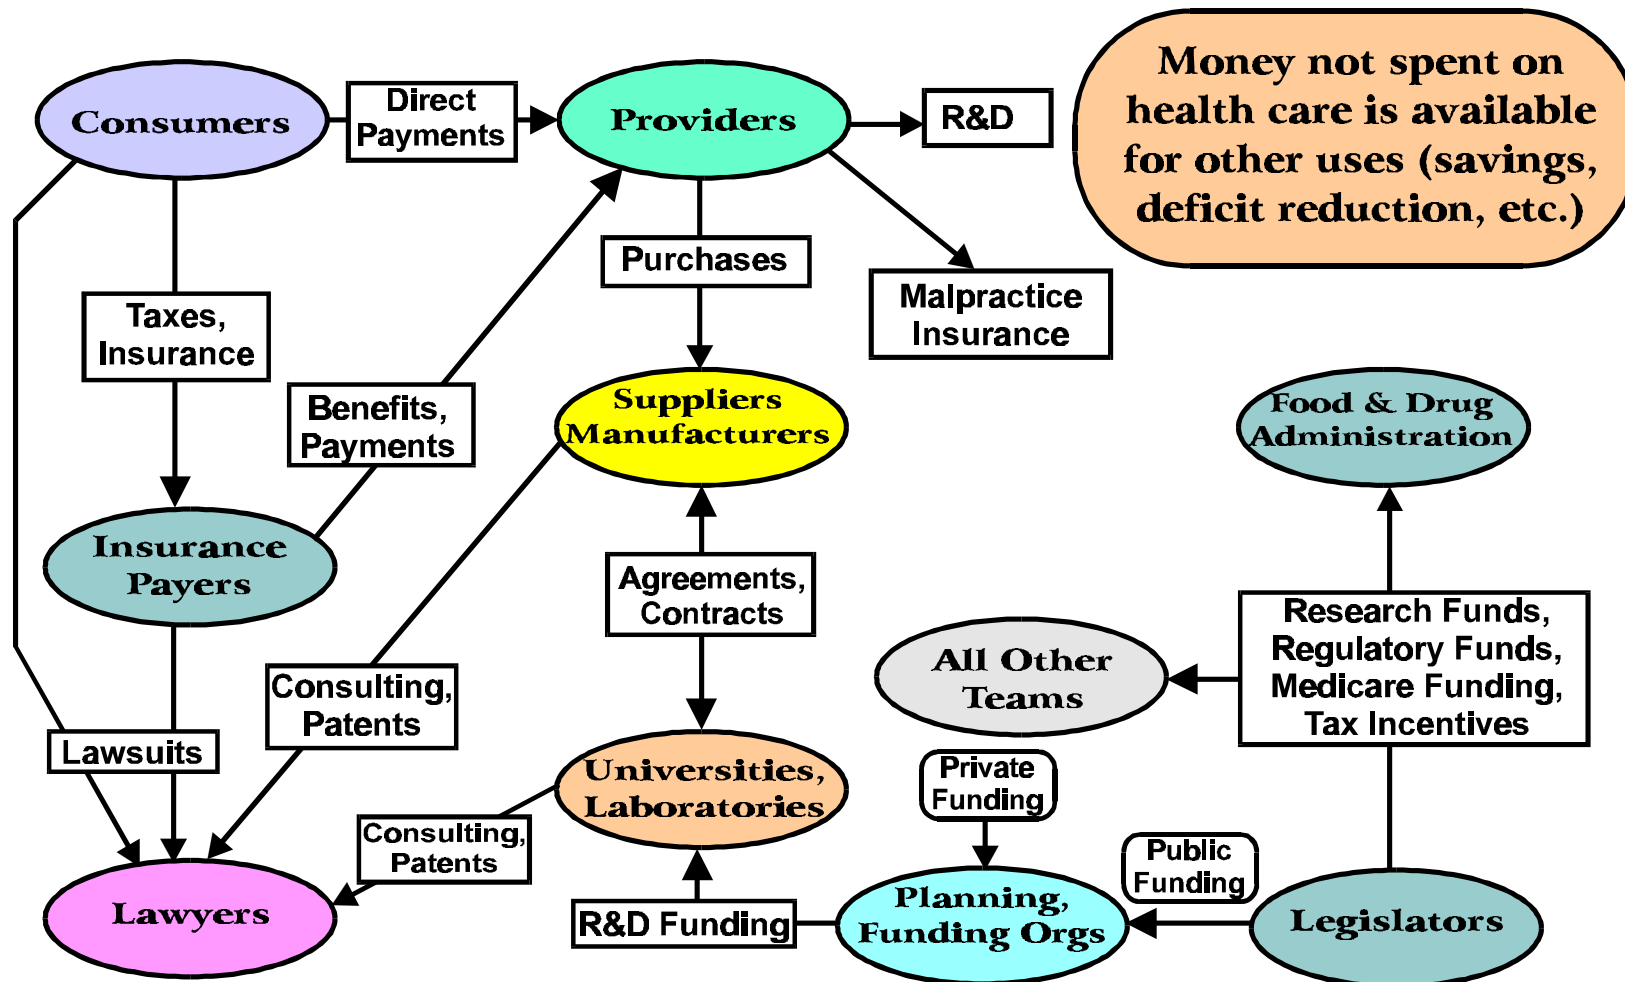 Consumers
Direct
Payments
Providers
R&D
Money not spent on
health care is available
for other uses (savings,
deficit reduction, etc.)
Purchases
Malpractice
Insurance
Taxes,
Insurance
Benefits,
Payments
Suppliers
Manufacturers
Food & Drug
Administration
Insurance
Payers
Agreements,
Contracts
Research Funds,
Regulatory Funds,
Medicare Funding,
Tax Incentives
All Other
Teams
Consulting,
Patents
Lawsuits
Universities,
Laboratories
Private
Funding
Consulting,
Patents
Public
Funding
Lawyers
R&D Funding
Planning,
Funding Orgs
Legislators